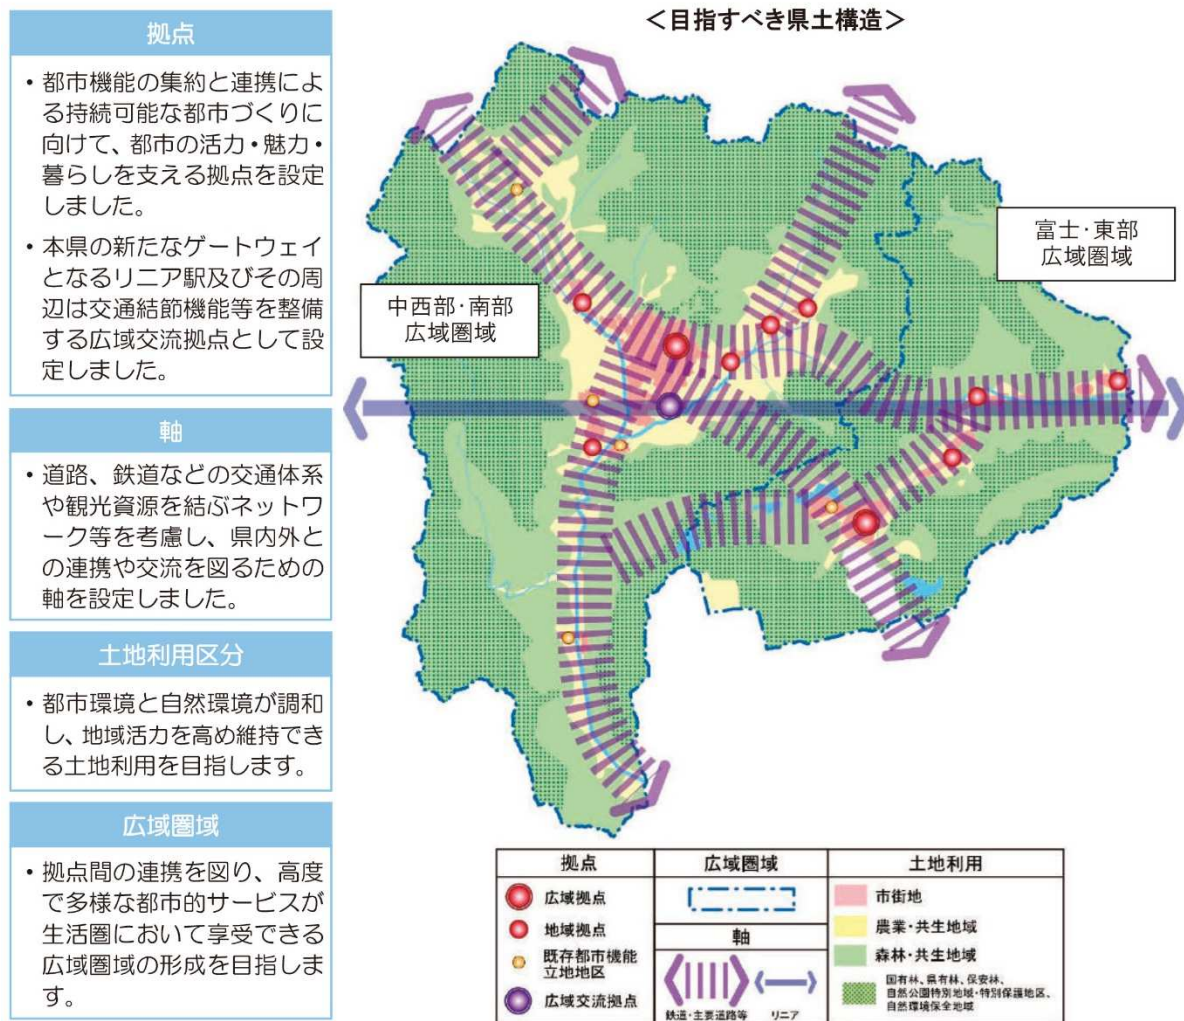 ＜目指すべき県土構造＞
拠点
・都市機能の集約と連携によ
る持続可能な都市づくりに
向けて、都市の活力・魅力・
暮らしを支える拠点を設定
しました。
・本県の新たなゲートウェイ
となるリニア駅及びその周
辺は交通結節機能等を整備
する広域交流拠点として設
定しました。
軸
・道路、鉄道などの交通体系
や観光資源を結ぶネットワ
ーク等を考慮し、県内外と
の連携や交流を図るための
軸を設定しました。
土地利用区分
・都市環境と自然環境が調和
し、地域活力を高め維持でき
る土地利用を目指します。
広域圏域
・拠点間の連携を図り、高度
で多様な都市的サービスが
生活圏において享受できる
広域圏域の形成を目指しま
す。
中西部・南部
広域圏域
富士・東部
広域圏域
拠点
広域拠点
地域拠点
既存都市機能
立地地区
広域交流拠点
広域圏域
軸
鉄道・主要道路等
リニア
土地利用
市街地
農業・共生地域
森林・共生地域
国有林、県有林、保安林、
自然公園特別地域・特別保護地区、
自然環境保全地域